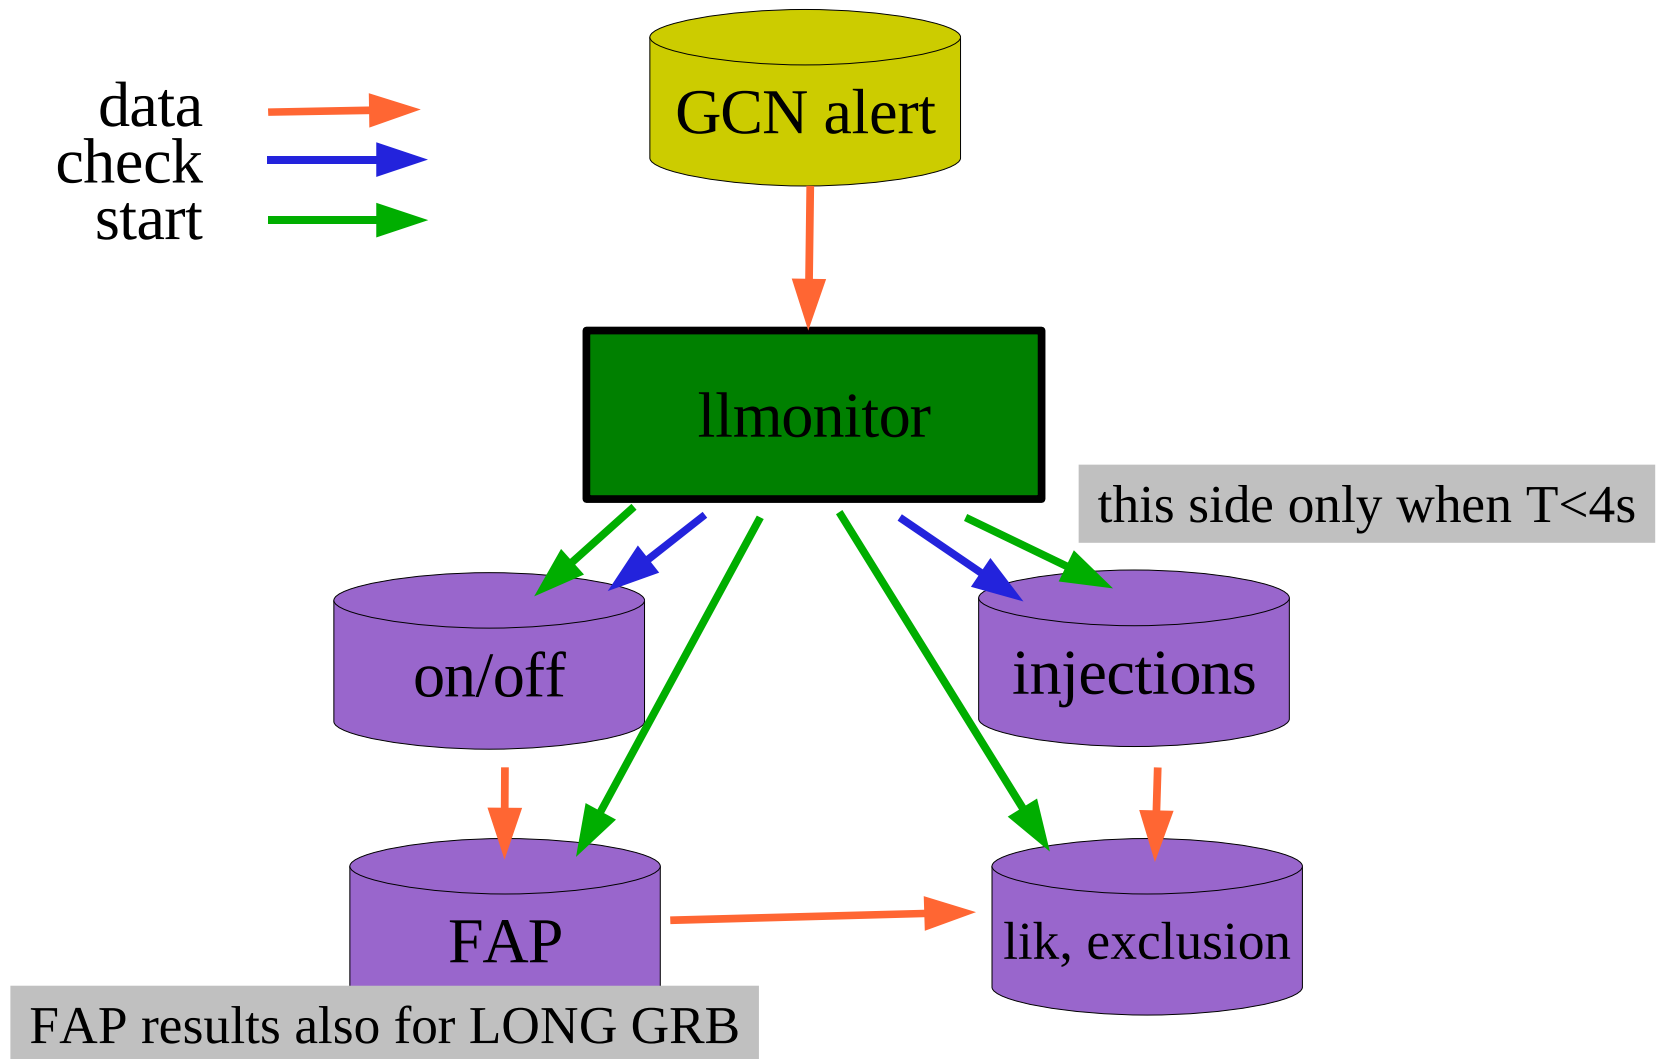 data
check
start
GCN alert
llmonitor
this side only when T<4s
on/off
injections
FAP
lik, exclusion
FAP results also for LONG GRB